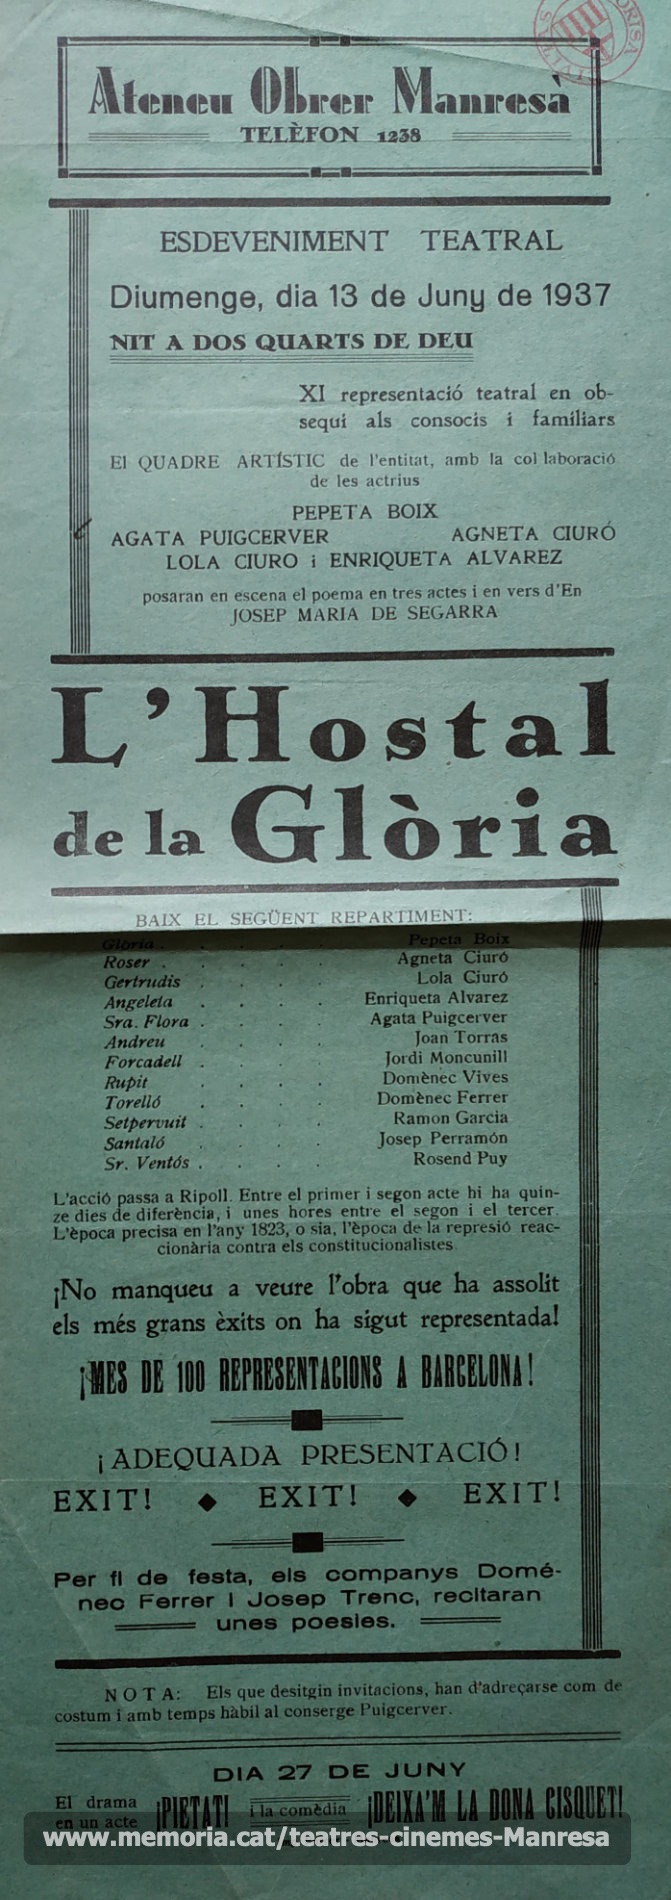 Ateneu Obrer Manresà
TELÈFON 1238
ESDEVENIMENT TEATRAL
Diumenge, dia 13 de Juny de 1937
NIT A DOS QUARTS DE DEU
XI representació teatral en ob-
sequi als consocis i familiars
El QUADRE ARTÍSTIC de l'entitat, amb la col laboració
de les actrius
PEPETA BOIX
AGATA PUIGCERVER AGNETA CIURÓ
LOLA CIURO i ENRIQUETA ALVAREZ
posaran en escena el poema en tres actes i en vers d'En
JOSEP MARIA DE SEGARRA
L'Hostal
de la Glòria
BAIX EL SEGÜENT REPARTIMENT:
Glòria . . . . . Pepeta Boix
Roser . . . . . Agneta Ciuró
Gertrudis . . . . Lola Ciuró
Angeleta . . . . Enriqueta Alvarez
Sra. Flora . . . . Agata Puigcerver
Andreu . . . . Joan Torras
Forcadell . . . . Jordi Moncunill
Rupit . . . . Domènec Vives
Torelló . . . . Domènec Ferrer
Setpervuit . . . . Ramon Garcia
Santaló . . . . Josep Perramón
Sr. Ventós . . . . Rosend Puy
L'acció passa a Ripoll. Entre el primer i segon acte hi ha quin-
ze dies de diferència, i unes hores entre el segon i el tercer.
L'època precisa en l'any 1823, o sia, l'època de la represió reac-
cionària contra els constitucionalistes
¡No manqueu a veure l'obra que ha assolit
els més grans èxits on ha sigut representada!
¡MES DE 100 REPRESENTACIONS A BARCELONA!
¡ADEQUADA PRESENTACIÓ!
EXIT! ◆ EXIT! ◆ EXIT!
Per fi de festa, els companys Domé-
nec Ferrer i Josep Trenc, recitaran
unes poesies.
NOTA: Els que desitgin invitacions, han d'adreçarse com de
costum i amb temps hàbil al conserge Puigcerver.
DIA 27 DE JUNY
El drama
en un acte ¡PIETAT! i la comèdia ¡DEIXA'M LA DONA CISQUET!
www.memoria.cat/teatres-cinemes-Manresa